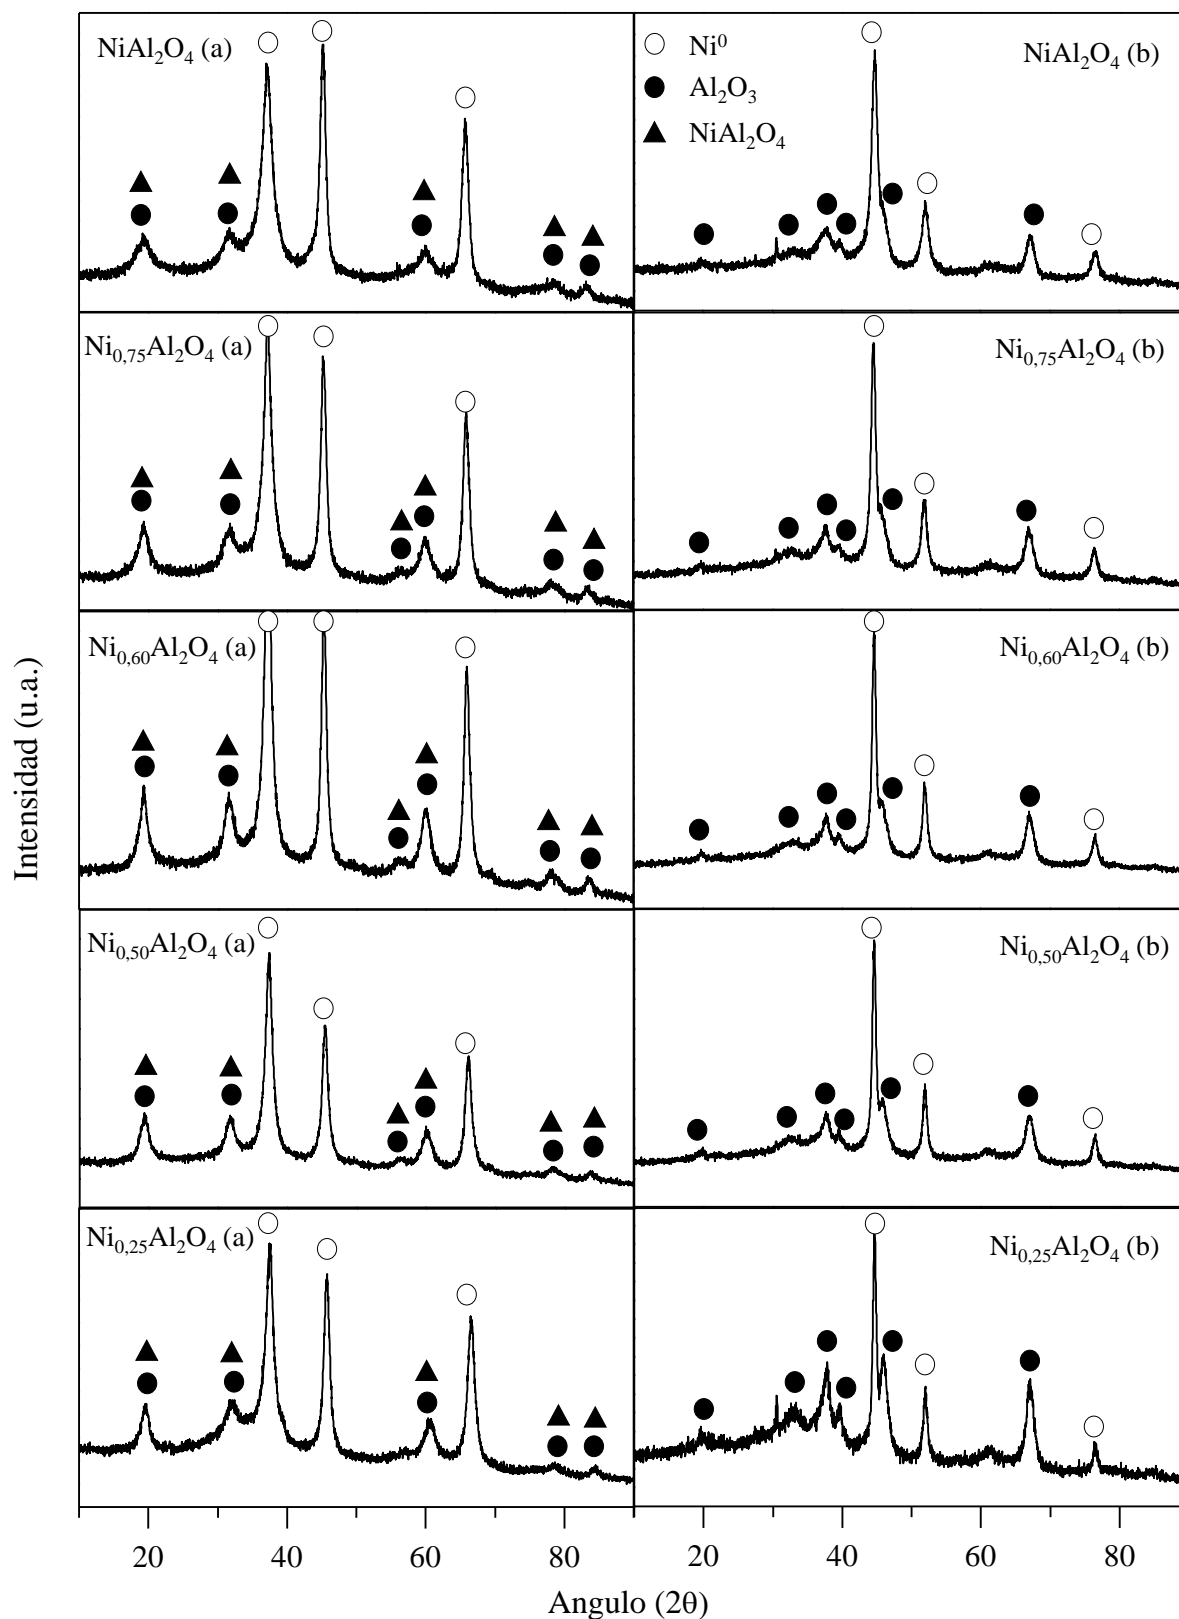 NiAl₂O₄ (a)
Ni⁰
Al₂O₃
NiAl₂O₄
NiAl₂O₄ (b)
Ni₀,₇₅Al₂O₄ (a)
Ni₀,₇₅Al₂O₄ (b)
Ni₀,₆₀Al₂O₄ (a)
Ni₀,₆₀Al₂O₄ (b)
Ni₀,₅₀Al₂O₄ (a)
Ni₀,₅₀Al₂O₄ (b)
Ni₀,₂₅Al₂O₄ (a)
Ni₀,₂₅Al₂O₄ (b)
Intensidad (u.a.)
20 40 60 80 20 40 60 80
Angulo (2θ)